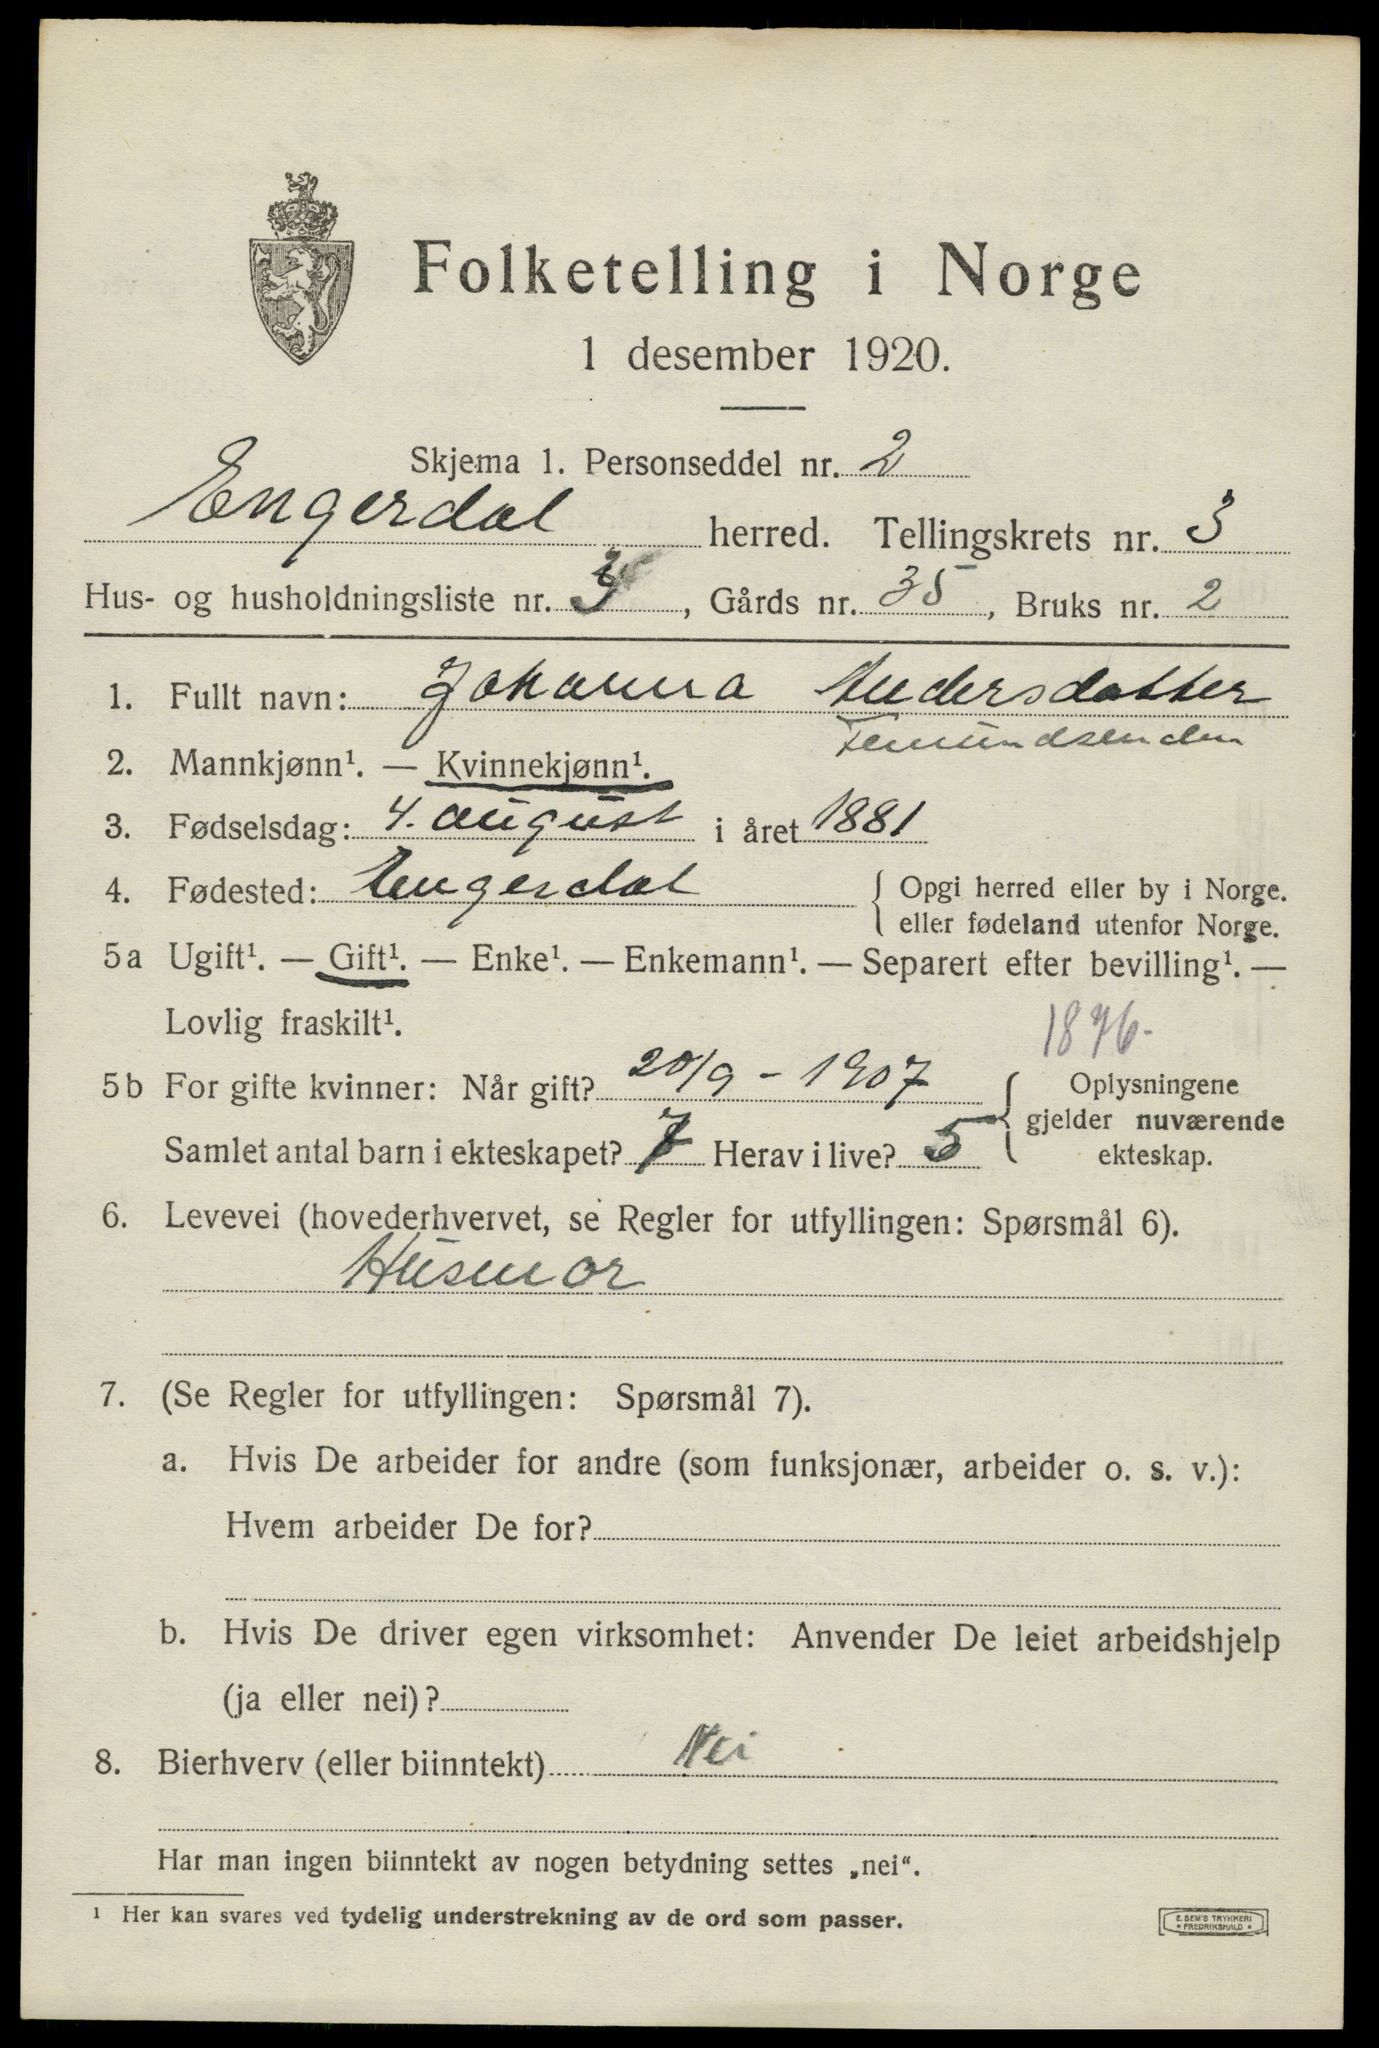 Folketelling i Norge
1 desember 1920.
Skjema 1. Personseddel nr. 2
Engerdal herred. Tellingskrets nr. 3
Hus- og husholdningsliste nr. 3, Gårds nr. 35, Bruks nr. 2
1. Fullt navn: Johanna Andersdatter
Femundsenden
2. Mannkjønn¹. — Kvinnekjønn¹.
3. Fødselsdag: 4. august i året 1881
4. Fødested: Engerdal { Opgi herred eller by i Norge.
eller fødeland utenfor Norge.
5a Ugift¹. — Gift¹. — Enke¹. — Enkemann¹. — Separert efter bevilling¹. —
Lovlig fraskilt¹.
1876-
5b For gifte kvinner: Når gift? 20/9 - 1907 { Oplysningene
gjelder nuværende
Samlet antal barn i ekteskapet? 7 Herav i live? 5 ekteskap.
6. Levevei (hovederhvervet, se Regler for utfyllingen: Spørsmål 6).
Husmor
7. (Se Regler for utfyllingen: Spørsmål 7).
a. Hvis De arbeider for andre (som funksjonær, arbeider o. s. v.):
Hvem arbeider De for?
b. Hvis De driver egen virksomhet: Anvender De leiet arbeidshjelp
(ja eller nei)?
8. Bierhverv (eller biinntekt) Nei
Har man ingen biinntekt av nogen betydning settes „nei“.
¹ Her kan svares ved tydelig understrekning av de ord som passer.
E. SEM'S TRYKKERI
FREDRIKSHALD